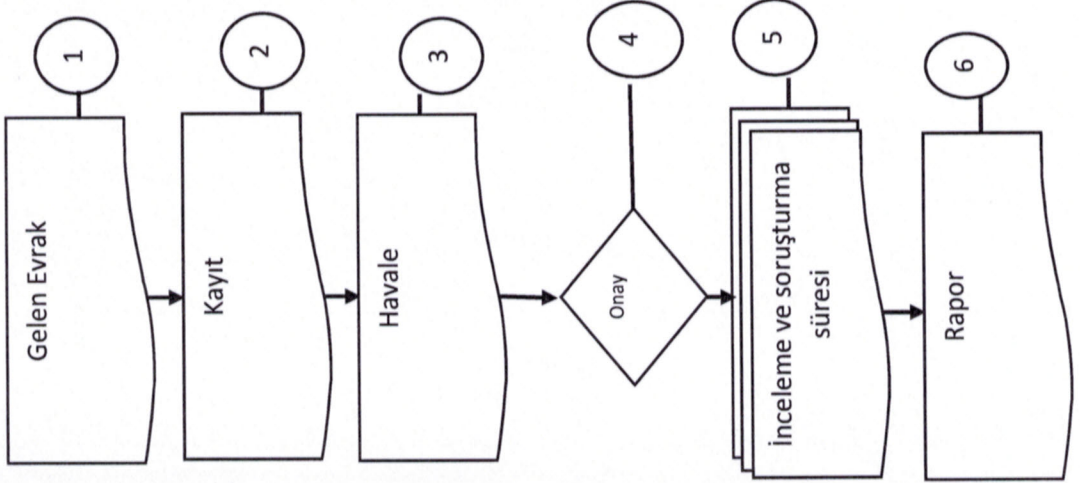 1
Gelen Evrak
2
Kayıt
3
Havale
4
Onay
5
İnceleme ve soruşturma
süresi
6
Rapor